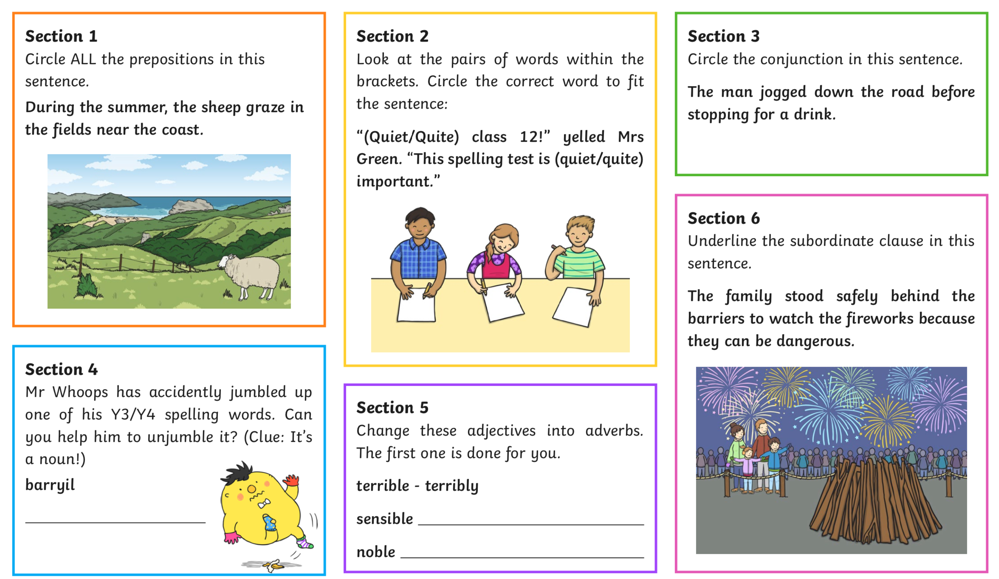 Section 1
Circle ALL the prepositions in this
sentence.
During the summer, the sheep graze in
the fields near the coast.
Section 2
Look at the pairs of words within the
brackets. Circle the correct word to fit
the sentence:
“(Quiet/Quite) class 12!” yelled Mrs
Green. “This spelling test is (quiet/quite)
important.”
Section 3
Circle the conjunction in this sentence.
The man jogged down the road before
stopping for a drink.
Section 4
Mr Whoops has accidently jumbled up
one of his Y3/Y4 spelling words. Can
you help him to unjumble it? (Clue: It’s
a noun!)
barryil
Section 5
Change these adjectives into adverbs.
The first one is done for you.
terrible - terribly
sensible
noble
Section 6
Underline the subordinate clause in this
sentence.
The family stood safely behind the
barriers to watch the fireworks because
they can be dangerous.